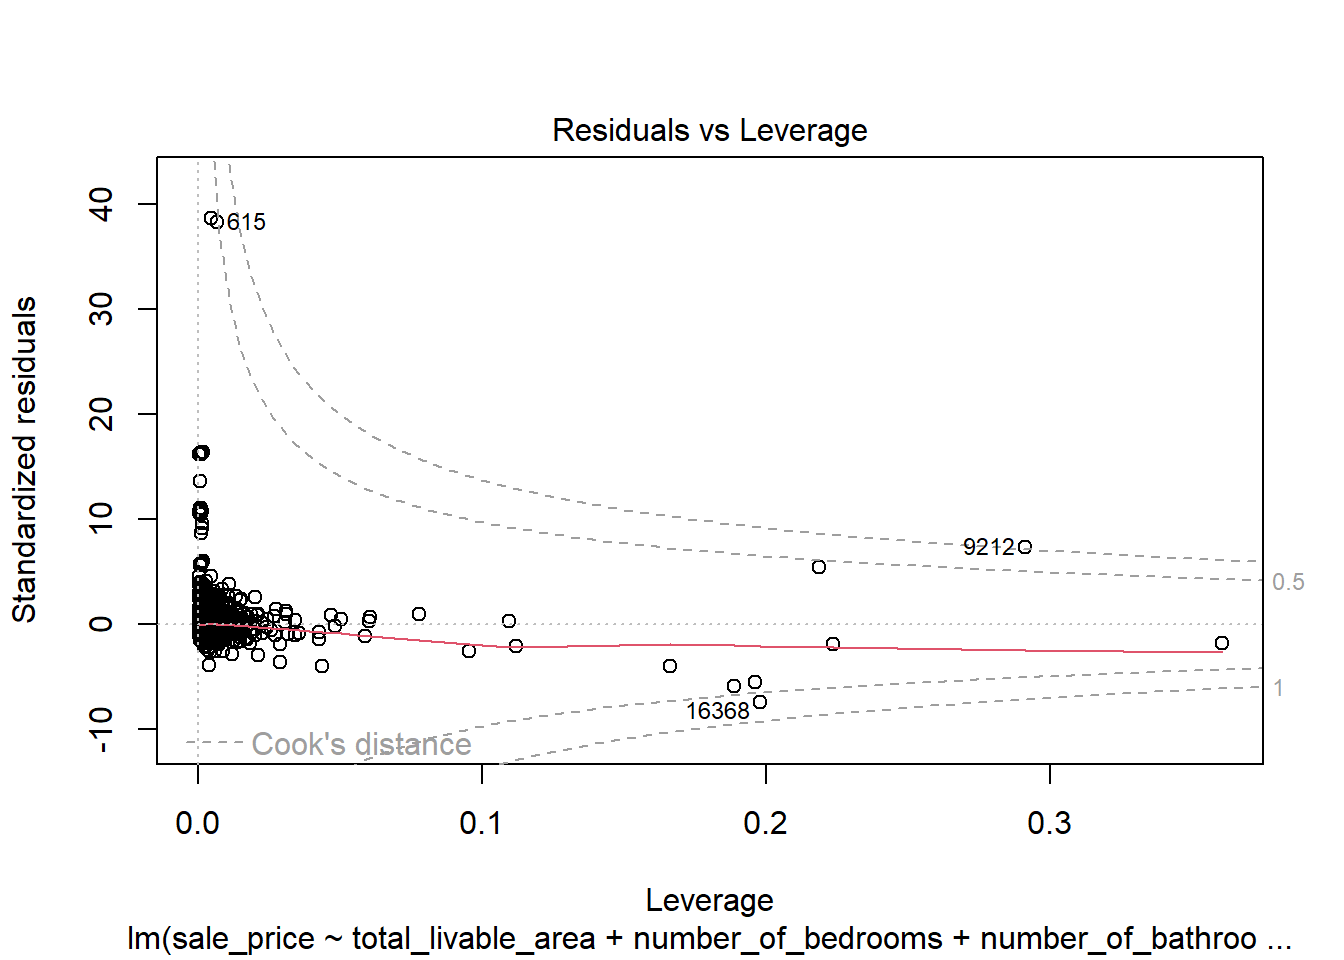 Residuals vs Leverage
Standardized residuals
40
30
20
10
0
-10
615
9212
16368
0.5
1
Cook's distance
0.0 0.1 0.2 0.3
Leverage
lm(sale_price ~ total_livable_area + number_of_bedrooms + number_of_bathroo ...